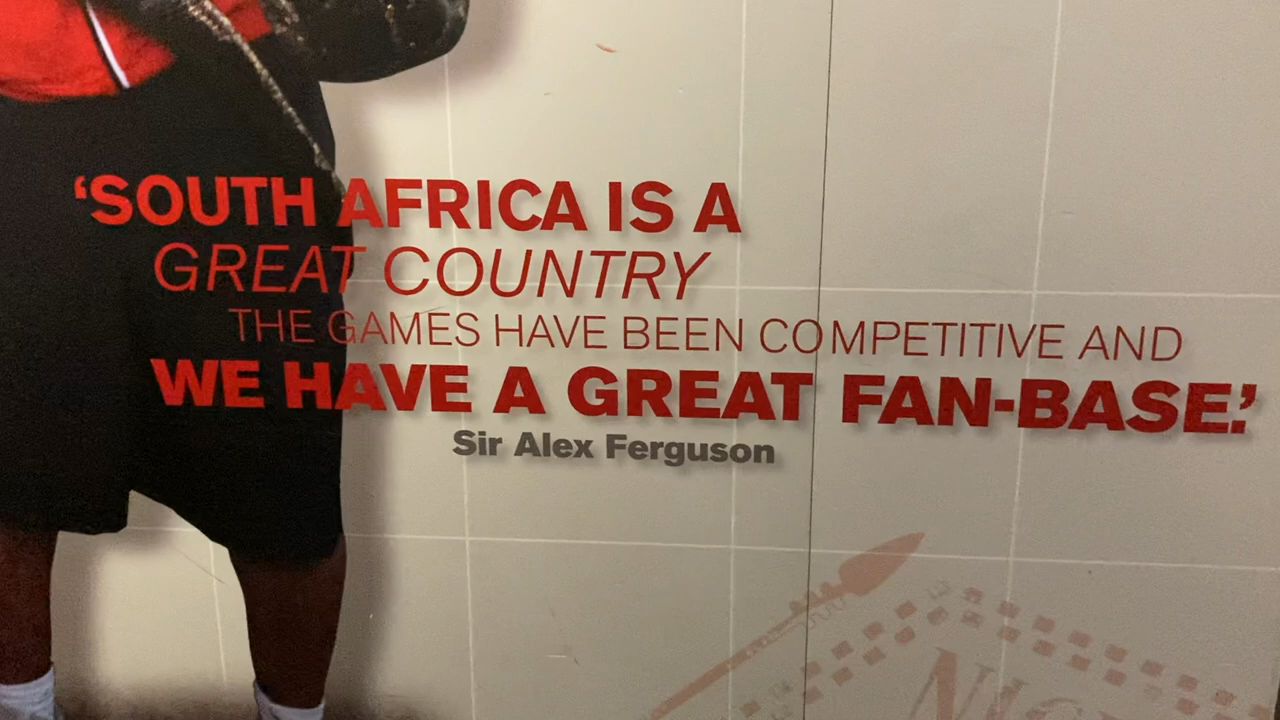 ‘SOUTH AFRICA IS A
GREAT COUNTRY
THE GAMES HAVE BEEN COMPETITIVE AND
WE HAVE A GREAT FAN-BASE.’
Sir Alex Ferguson